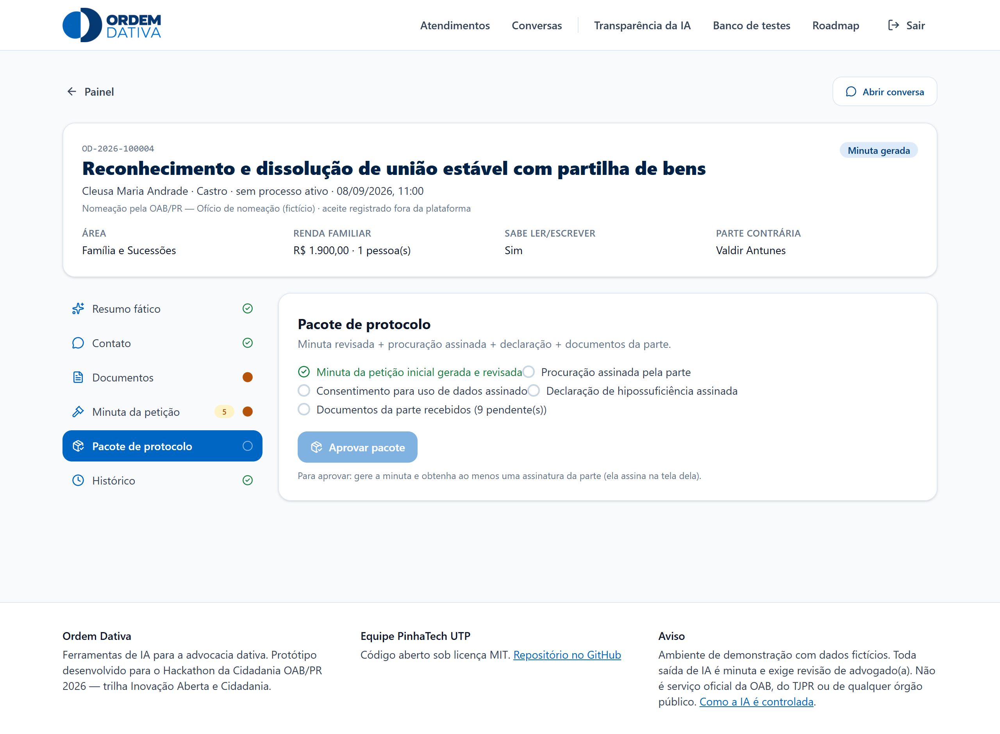 ORDEM
DATIVA
Atendimentos Conversas Transparência da IA Banco de testes Roadmap Sair
Painel
Abrir conversa
OD-2026-100004
Minuta gerada
Reconhecimento e dissolução de união estável com partilha de bens
Cleusa Maria Andrade · Castro · sem processo ativo · 08/09/2026, 11:00
Nomeação pela OAB/PR — Ofício de nomeação (fictício) · aceite registrado fora da plataforma
ÁREA RENDA FAMILIAR SABE LER/ESCREVER PARTE CONTRÁRIA
Família e Sucessões R$ 1.900,00 · 1 pessoa(s) Sim Valdir Antunes
Resumo fático
Contato
Documentos
Minuta da petição 5
Pacote de protocolo
Histórico
Pacote de protocolo
Minuta revisada + procuração assinada + declaração + documentos da parte.
Minuta da petição inicial gerada e revisada Procuração assinada pela parte
Consentimento para uso de dados assinado Declaração de hipossuficiência assinada
Documentos da parte recebidos (9 pendente(s))
Aprovar pacote
Para aprovar: gere a minuta e obtenha ao menos uma assinatura da parte (ela assina na tela dela).
Ordem Dativa
Ferramentas de IA para a advocacia dativa. Protótipo
desenvolvido para o Hackathon da Cidadania OAB/PR
2026 — trilha Inovação Aberta e Cidadania.
Equipe PinhaTech UTP
Código aberto sob licença MIT. Repositório no GitHub
Aviso
Ambiente de demonstração com dados fictícios. Toda
saída de IA é minuta e exige revisão de advogado(a). Não
é serviço oficial da OAB, do TJPR ou de qualquer órgão
público. Como a IA é controlada.